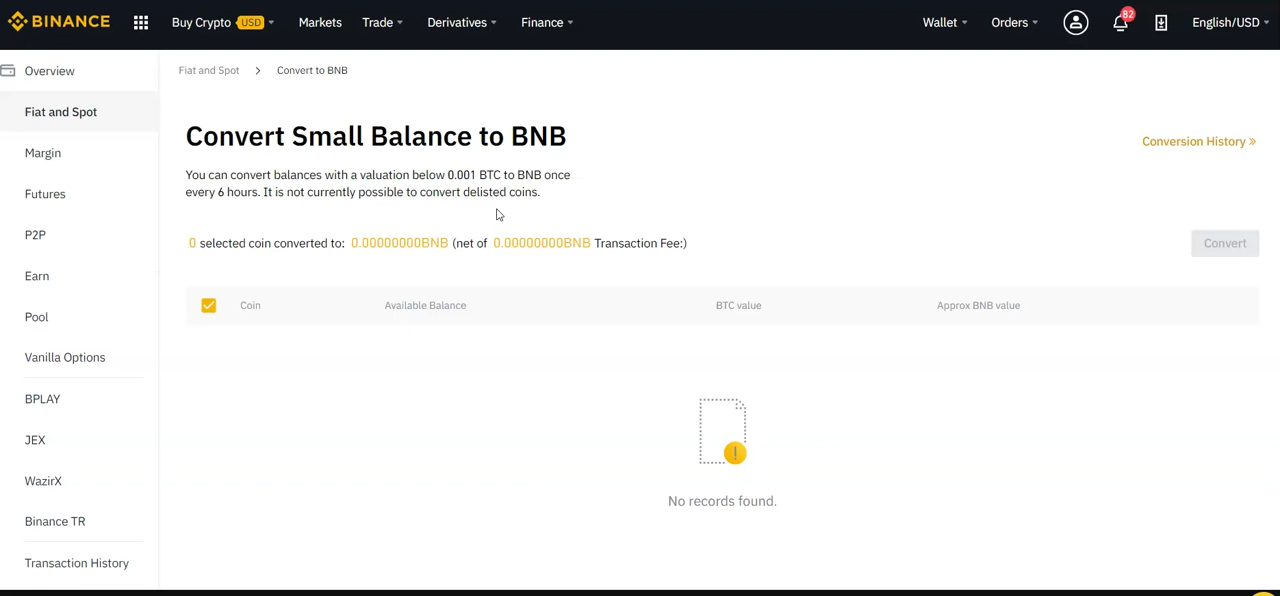 BINANCE
Buy Crypto USD
Markets
Trade
Derivatives
Finance
Wallet
Orders
82
English/USD
Overview
Fiat and Spot
Margin
Futures
P2P
Earn
Pool
Vanilla Options
BPLAY
JEX
WazirX
Binance TR
Transaction History
Fiat and Spot > Convert to BNB
Convert Small Balance to BNB
Conversion History »
You can convert balances with a valuation below 0.001 BTC to BNB once
every 6 hours. It is not currently possible to convert delisted coins.
0 selected coin converted to: 0.00000000BNB (net of 0.00000000BNB Transaction Fee:)
Convert
Coin
Available Balance
BTC value
Approx BNB value
!
No records found.